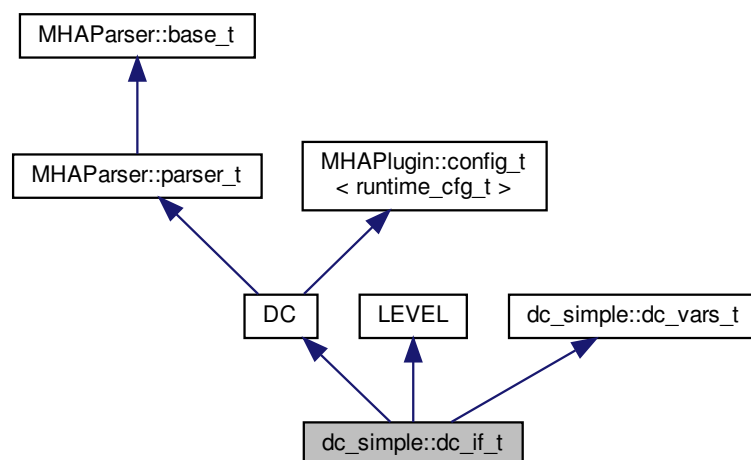 MHAParser::base_t
MHAParser::parser_t
MHAPlugin::config_t
< runtime_cfg_t >
DC
LEVEL
dc_simple::dc_vars_t
dc_simple::dc_if_t